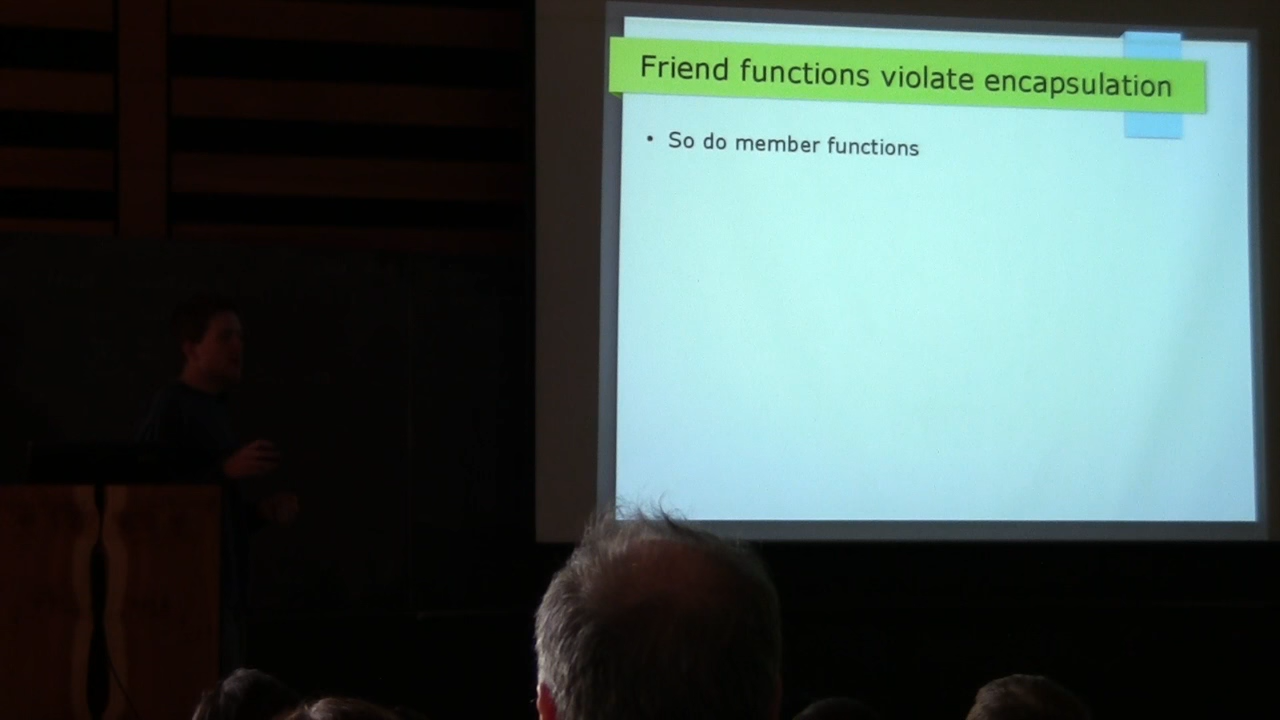 Friend functions violate encapsulation
• So do member functions